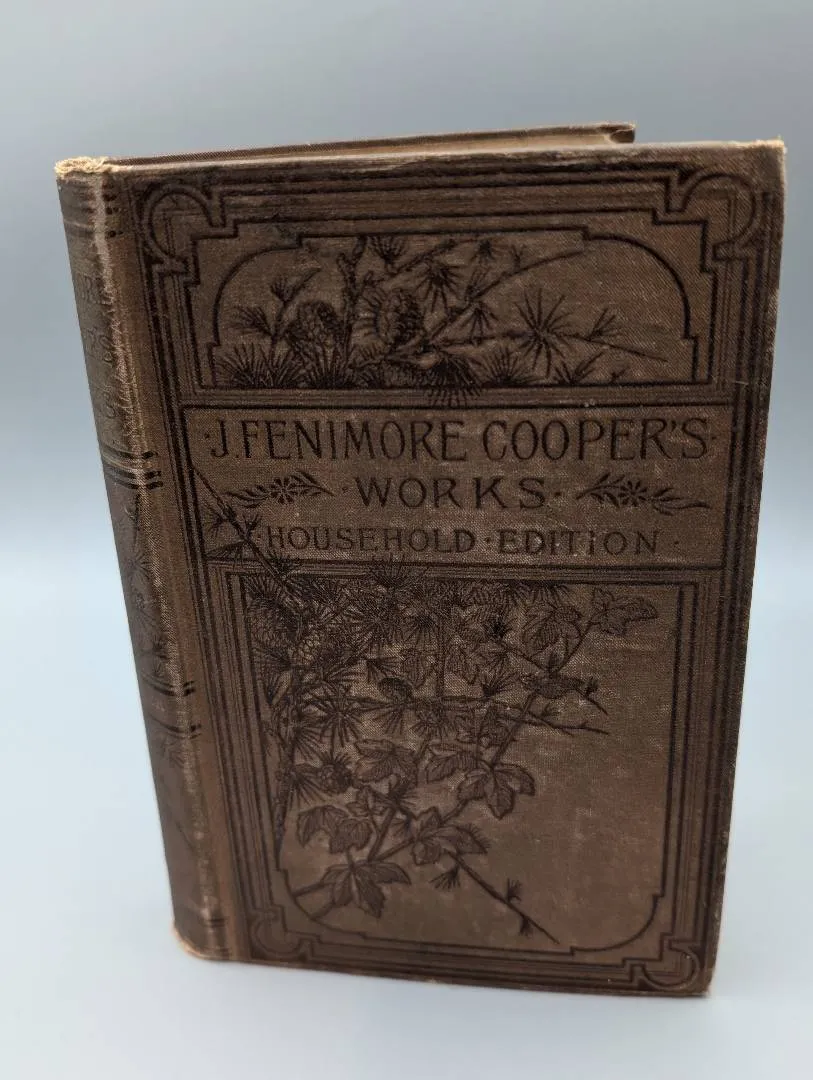 ·J.FENIMORE COOPER'S·
·WORKS·
·HOUSEHOLD·EDITION·